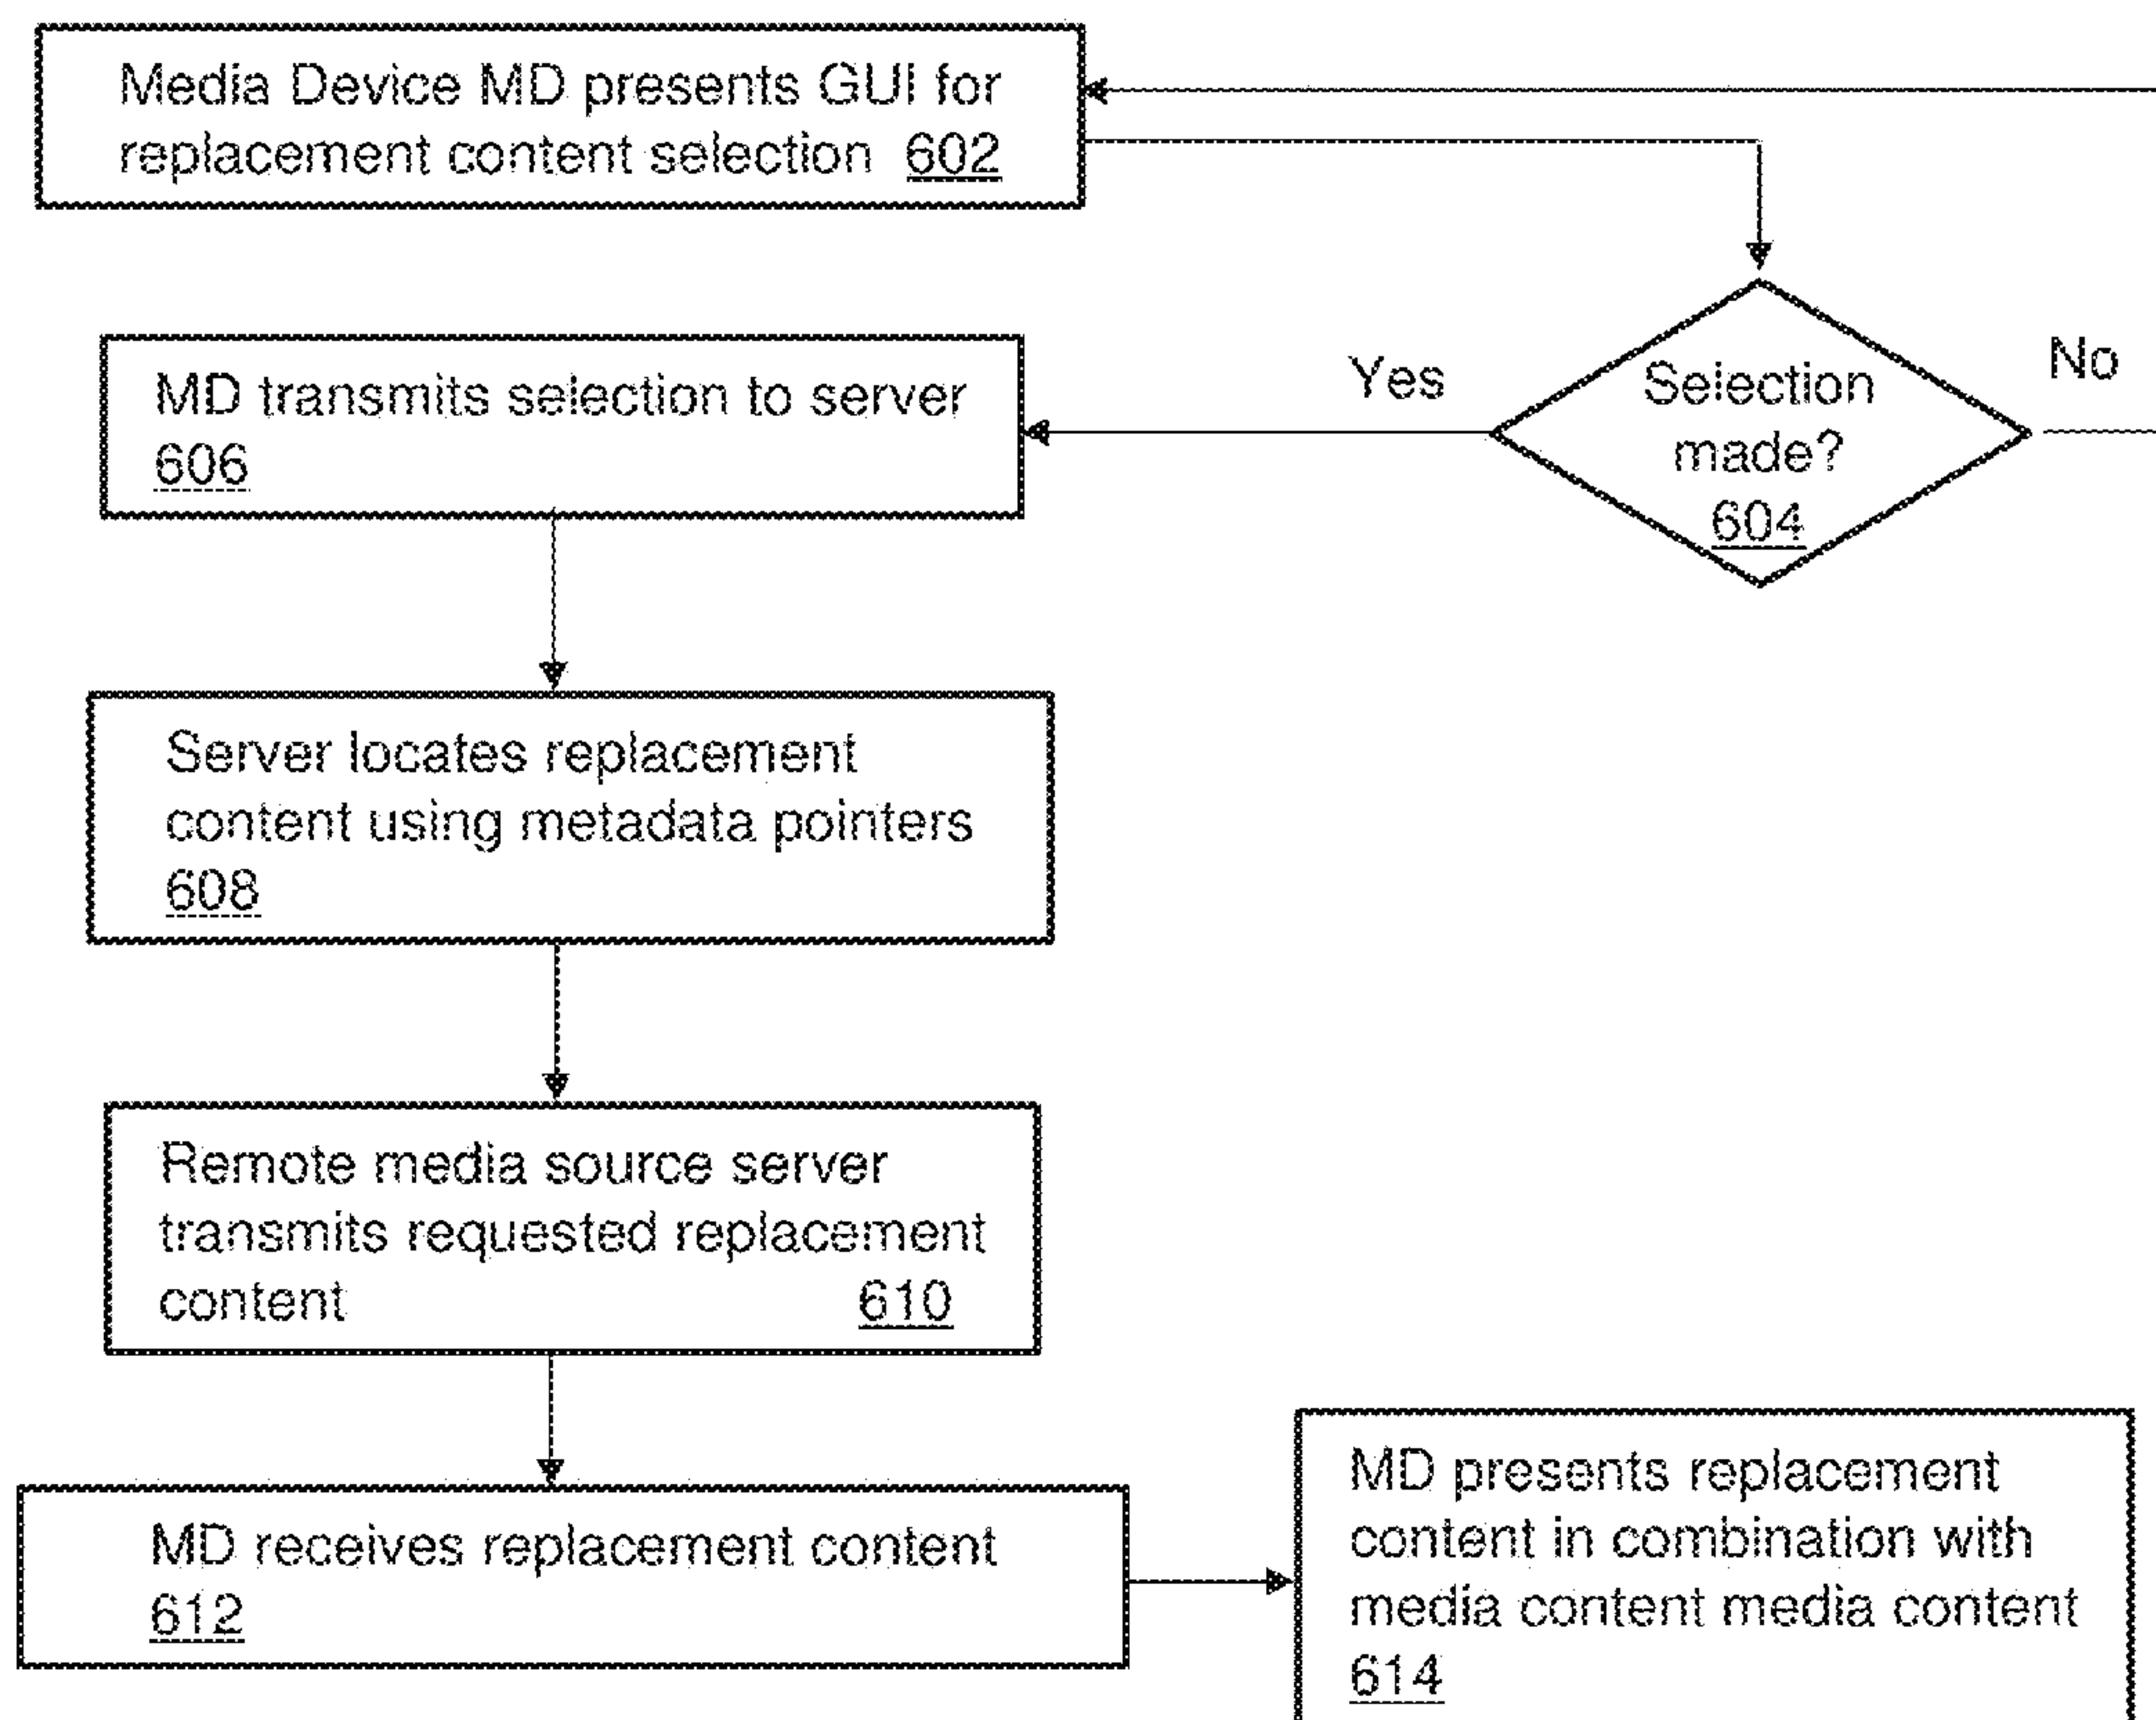 Media Device MD presents GUI for
replacement content selection 602
Selection
made?
604
Yes
No
MD transmits selection to server
606
Server locates replacement
content using metadata pointers
608
Remote media source server
transmits requested replacement
content 610
MD receives replacement content
612
MD presents replacement
content in combination with
media content media content
614